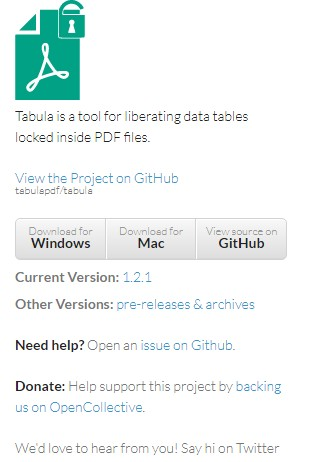 Tabula is a tool for liberating data tables
locked inside PDF files.
View the Project on GitHub
tabulapdf/tabula
Download for
Windows
Download for
Mac
View source on
GitHub
Current Version: 1.2.1
Other Versions: pre-releases & archives
Need help? Open an issue on Github.
Donate: Help support this project by backing
us on OpenCollective.
We'd love to hear from you! Say hi on Twitter